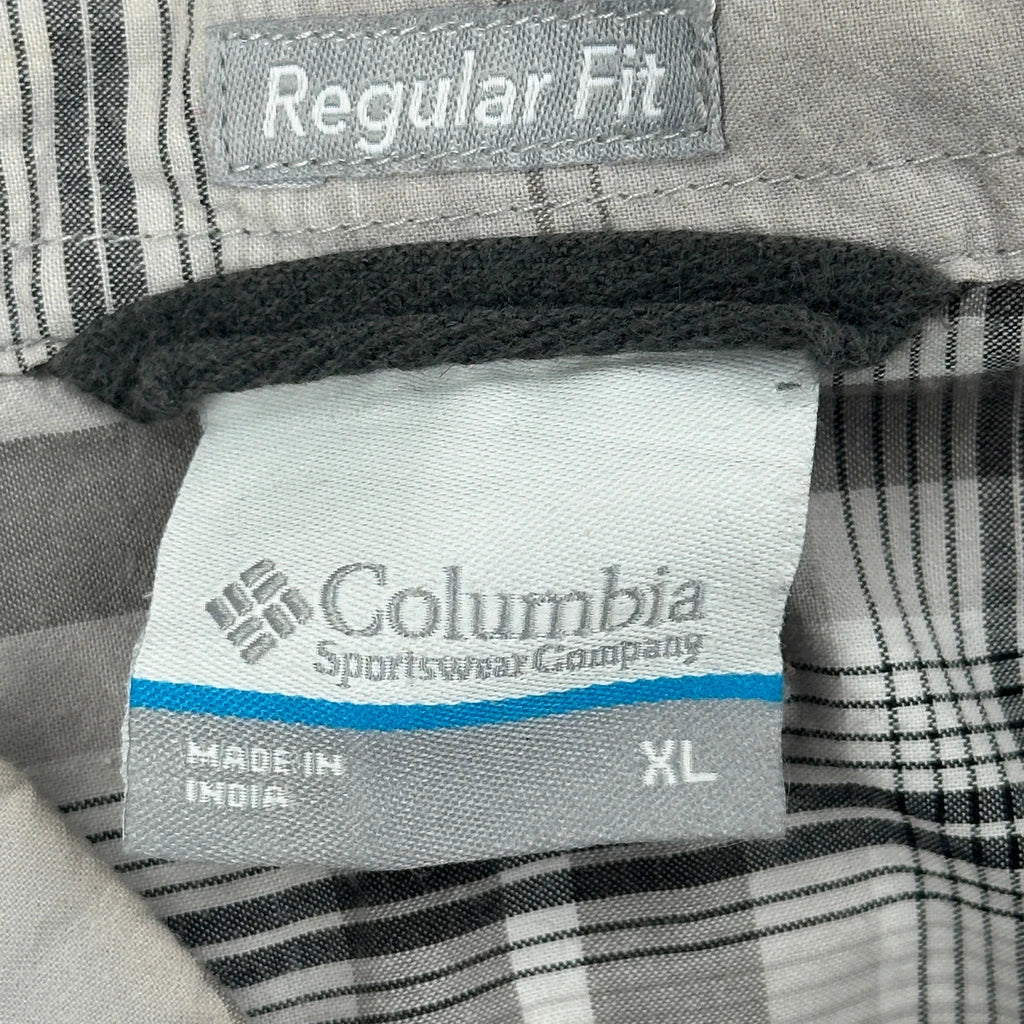 Regular Fit
Columbia
Sportswear Company
MADE IN
INDIA
XL